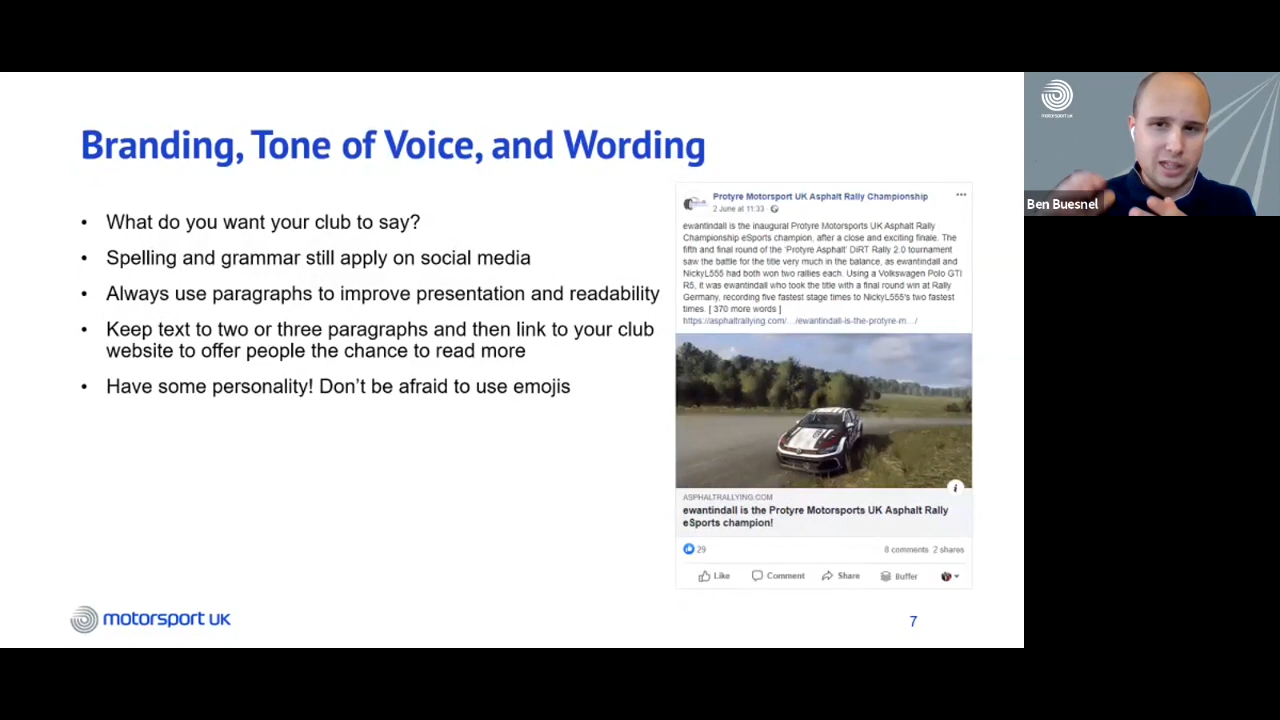 Branding, Tone of Voice, and Wording
• What do you want your club to say?
• Spelling and grammar still apply on social media
• Always use paragraphs to improve presentation and readability
• Keep text to two or three paragraphs and then link to your club
website to offer people the chance to read more
• Have some personality! Don't be afraid to use emojis
Protyre Motorsport UK Asphalt Rally Championship
2 June at 11:33
ewantindall is the inaugural Protyre Motorsports UK Asphalt Rally
Championship eSports champion, after a close and exciting finale. The
fifth and final round of the 'Protyre Asphalt' DiRT Rally 2.0 tournament
saw the battle for the title very much in the balance, as ewantindall and
NickyL555 had both won two rallies each. Using a Volkswagen Polo GTI
R5, it was ewantindall who took the title with a final round win at Rally
Germany, recording five fastest stage times to NickyL555's two fastest
times. [ 370 more words ]
https://asphaltrallying.com/.../ewantindall-is-the-protyre-m.../
ASPHALTRALLYING.COM
ewantindall is the Protyre Motorsports UK Asphalt Rally
eSports champion!
29
8 comments 2 shares
Like Comment Share Buffer
motorsport UK
7
motorsport UK
Ben Buesnel